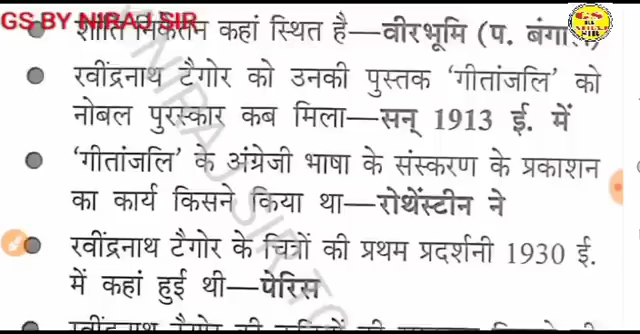 GS BY NIRAJ SIR
शांति निकेतन कहां स्थित है—वीरभूमि (प. बंगाल)
रवींद्रनाथ टैगोर को उनकी पुस्तक ‘गीतांजलि’ को
नोबल पुरस्कार कब मिला—सन् 1913 ई. में
‘गीतांजलि’ के अंग्रेजी भाषा के संस्करण के प्रकाशन
का कार्य किसने किया था—रोथेंस्टीन ने
रवींद्रनाथ टैगोर के चित्रों की प्रथम प्रदर्शनी 1930 ई.
में कहां हुई थी—पेरिस